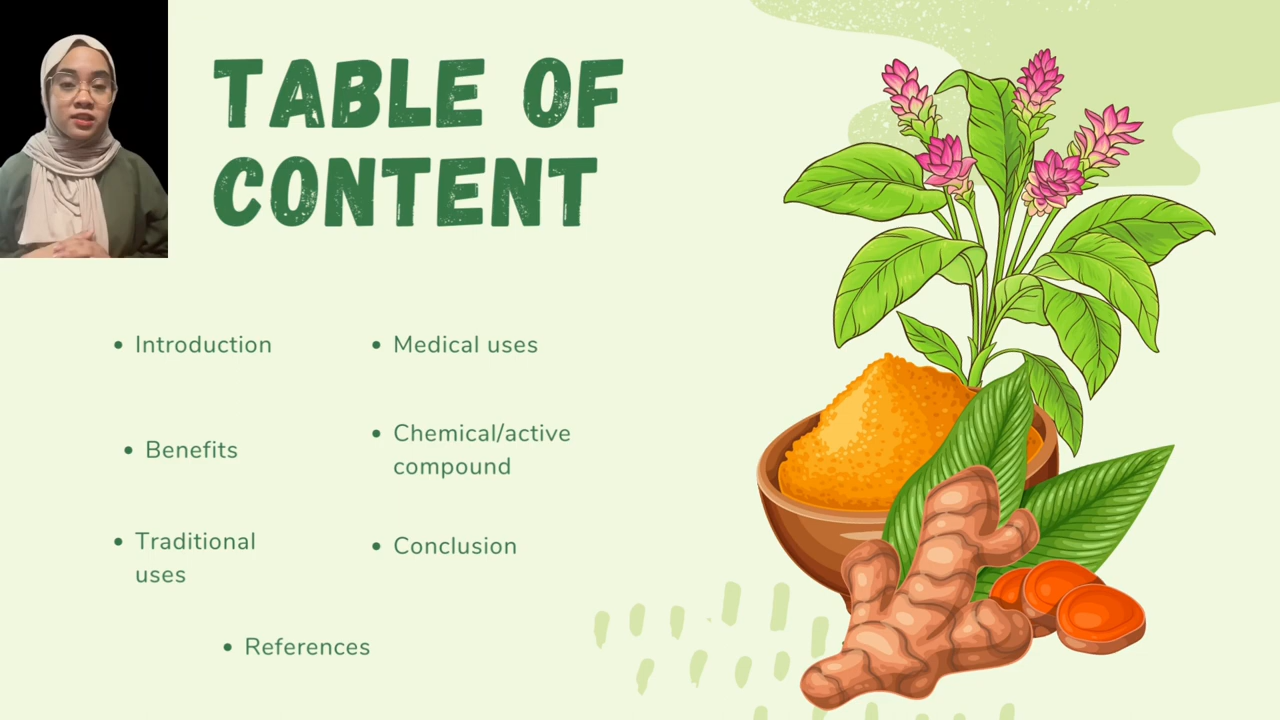 TABLE OF
CONTENT
• Introduction
• Benefits
• Traditional
uses
• Medical uses
• Chemical/active
compound
• Conclusion
• References